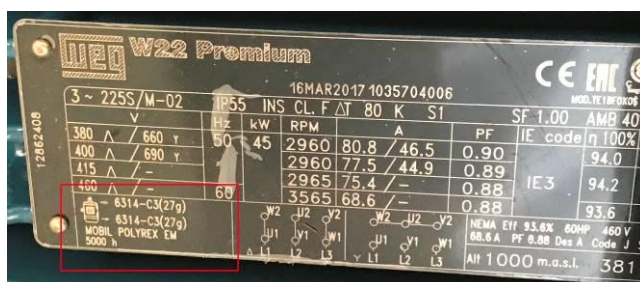 WEG W22 Premium
CE EAC
16MAR2017 1035704006
MOD.TE1BF0X0$
3~ 225S/M-02 IP55 INS CL. F ΔT 80 K S1 SF 1.00 AMB 40
V Hz kW RPM A PF IE code η 100%
380 Δ / 660 Y 50 45 2960 80.8 / 46.5 0.90 IE3 94.0
400 Δ / 690 Y 2960 77.5 / 44.9 0.89 94.2
415 Δ / - 2965 75.4 / - 0.88
460 Δ / - 60 3565 68.6 / - 0.88 93.6
12862408
6314-C3(27g)
6314-C3(27g)
MOBIL POLYREX EM
5000 h
W2 U2 V2
U1 V1 W1
Δ L1 L2 L3
W2 U2 V2
U1 V1 W1
Y L1 L2 L3
NEMA Eff 93.6% 60HP 460 V
68.6 A PF 0.88 Des A Code J
Alt 1000 m.a.s.l. 381